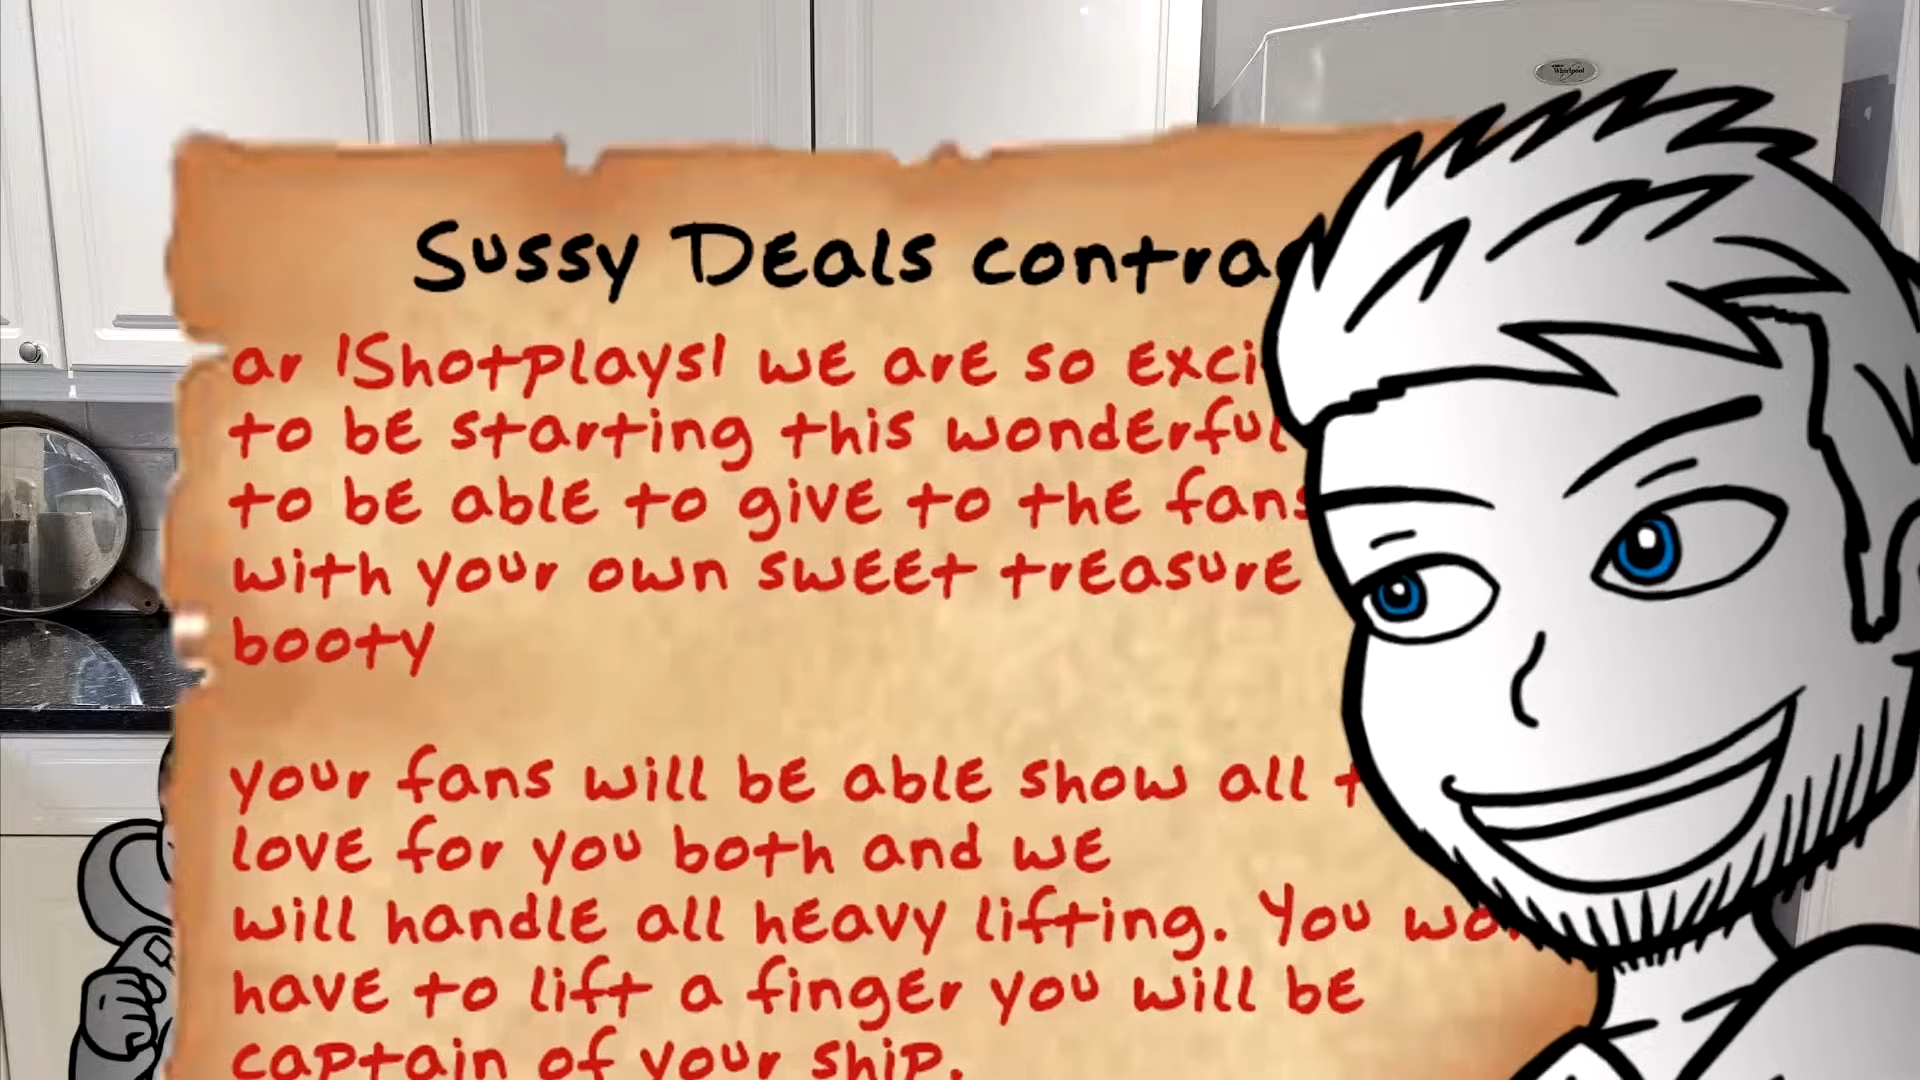 Whirlpool
Sussy Deals contrac
ar 'Shotplays' we are so exci
to be starting this wonderful
to be able to give to the fans
with your own sweet treasure
booty
your fans will be able show all t
love for you both and we
will handle all heavy lifting. You wo
have to lift a finger you will be
captain of your ship.